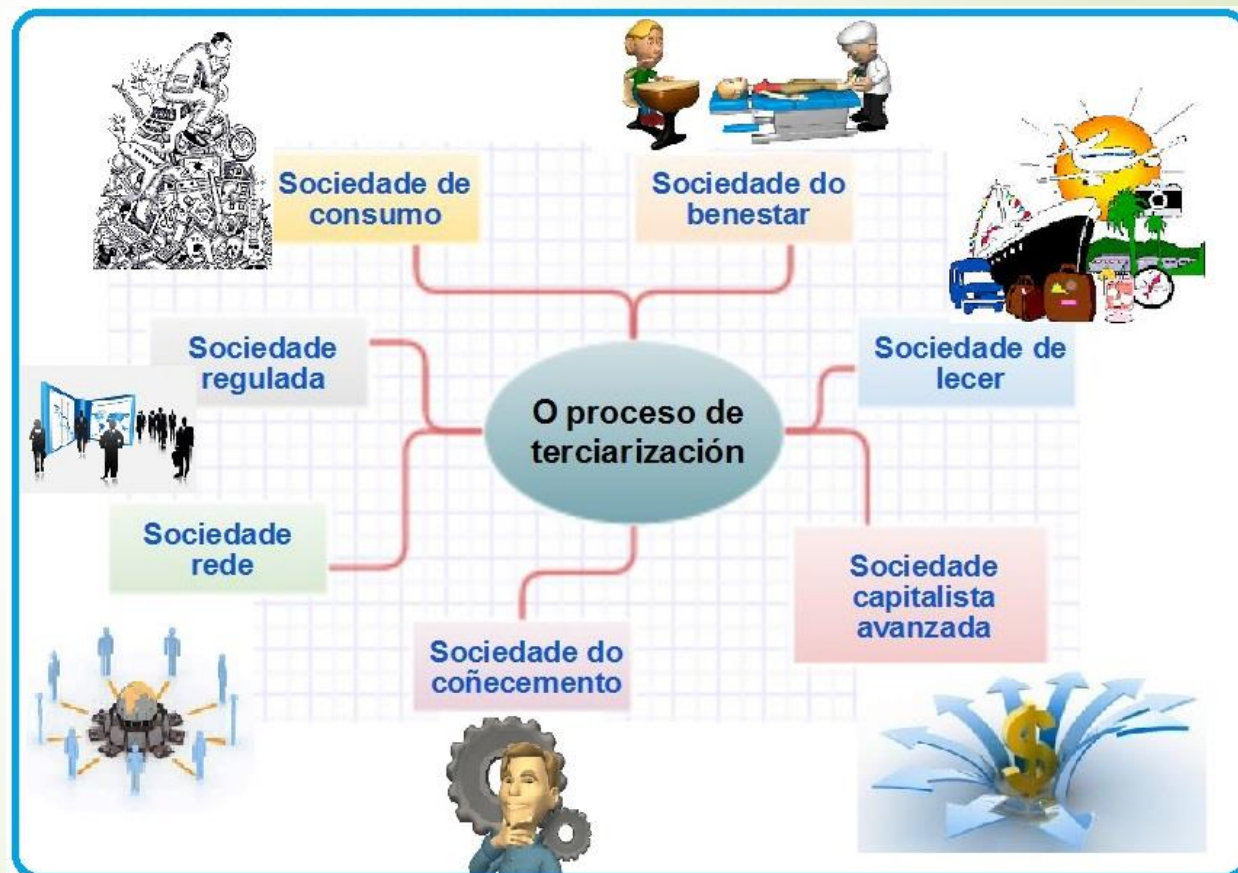 Sociedade de
consumo
Sociedade do
benestar
Sociedade
regulada
Sociedade de
lecer
O proceso de
terciarización
Sociedade
rede
Sociedade
capitalista
avanzada
Sociedade do
coñecemento
$